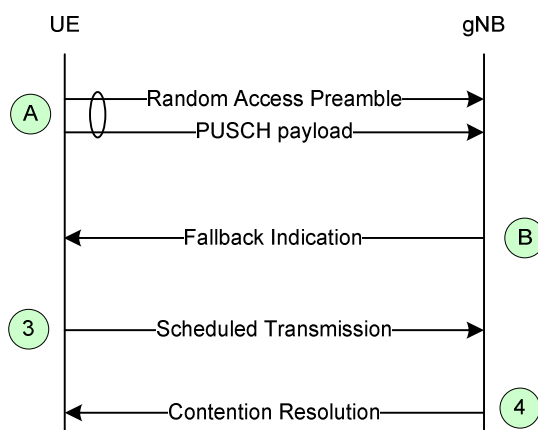 UE
gNB
Random Access Preamble
A
PUSCH payload
Fallback Indication
B
3
Scheduled Transmission
Contention Resolution
4